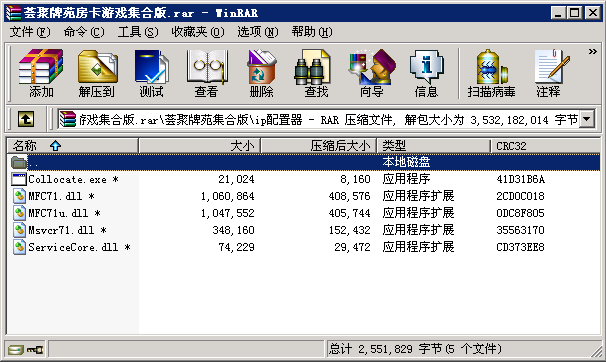 荟聚牌苑房卡游戏集合版.rar - WinRAR
文件(F) 命令(C) 工具(S) 收藏夹(O) 选项(N) 帮助(H)
添加 解压到 测试 查看 删除 查找 向导 信息 扫描病毒 注释 »
戏集合版.rar\荟聚牌苑集合版\ip配置器 - RAR 压缩文件, 解包大小为 3,532,182,014 字节
名称 大小 压缩后大小 类型 CRC32
.. 本地磁盘
Collocate.exe * 21,024 8,160 应用程序 41D31B6A
MFC71.dll * 1,060,864 408,576 应用程序扩展 2CD0C018
MFC71u.dll * 1,047,552 405,744 应用程序扩展 0DC8F805
Msvcr71.dll * 348,160 152,432 应用程序扩展 35563170
ServiceCore.dll * 74,229 29,472 应用程序扩展 CD373EE8
总计 2,551,829 字节(5 个文件)